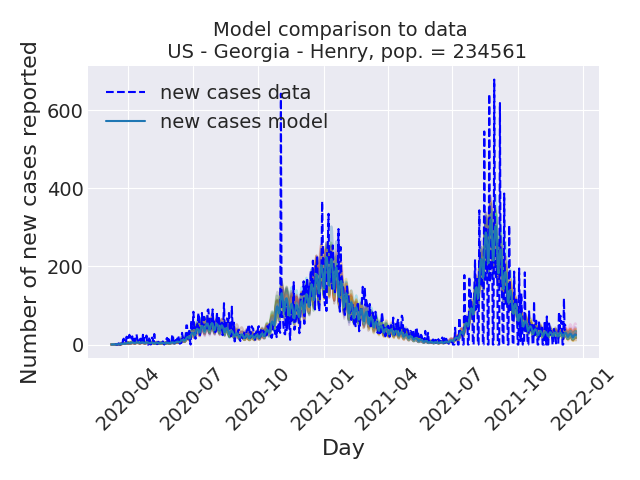 Model comparison to data
US - Georgia - Henry, pop. = 234561
Number of new cases reported
600
400
200
0
new cases data
new cases model
2020-04
2020-07
2020-10
2021-01
2021-04
2021-07
2021-10
2022-01
Day